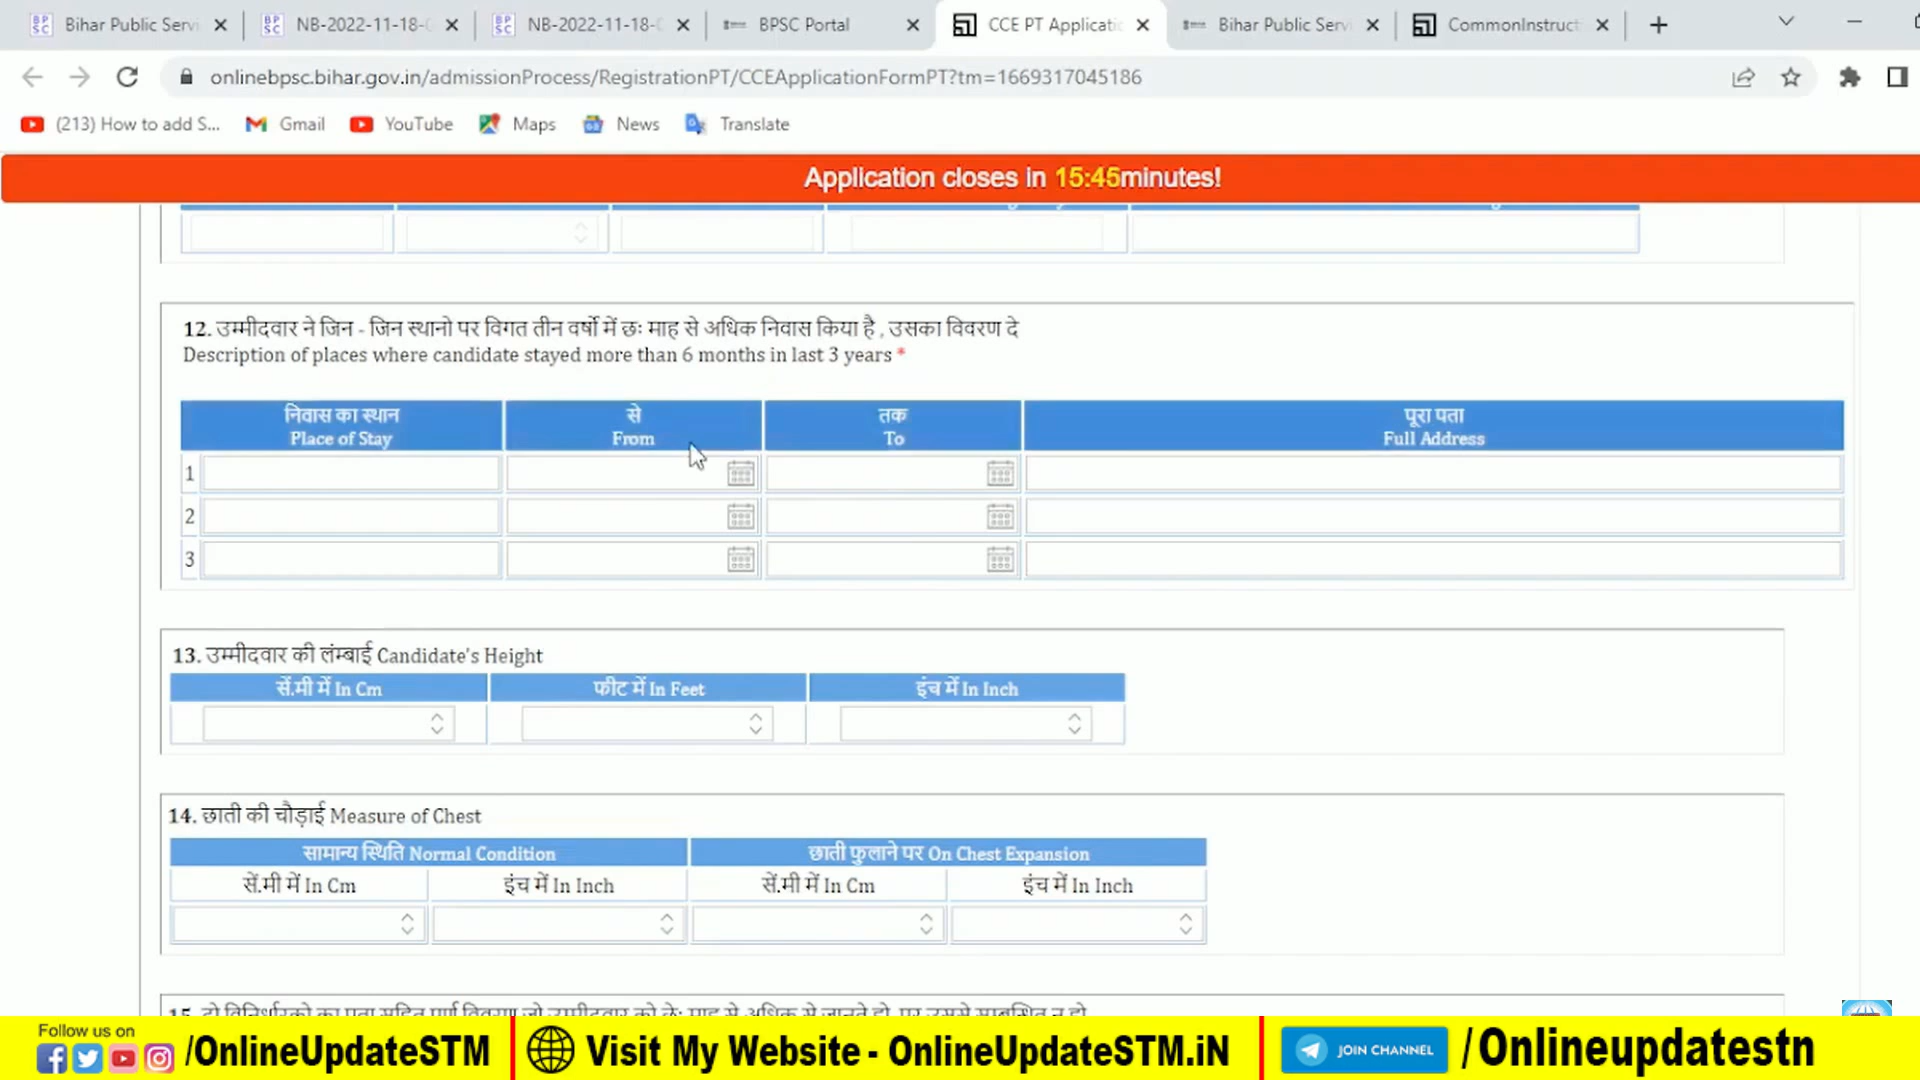 Bihar Public Servi
NB-2022-11-18-
NB-2022-11-18-
BPSC Portal
CCE PT Applicati
Bihar Public Serv
CommonInstruct
onlinebpsc.bihar.gov.in/admissionProcess/RegistrationPT/CCEApplicationFormPT?tm=1669317045186
(213) How to add S...
Gmail
YouTube
Maps
News
Translate
Application closes in 15:45minutes!
12. उम्मीदवार ने जिन - जिन स्थानो पर विगत तीन वर्षो में छः माह से अधिक निवास किया है , उसका विवरण दे
Description of places where candidate stayed more than 6 months in last 3 years *
निवास का स्थान
Place of Stay
से
From
तक
To
पूरा पता
Full Address
1
2
3
13. उम्मीदवार की लंम्बाई Candidate's Height
सें.मी में In Cm
फीट में In Feet
इंच में In Inch
14. छाती की चौड़ाई Measure of Chest
सामान्य स्थिति Normal Condition
छाती फुलाने पर On Chest Expansion
सें.मी में In Cm
इंच में In Inch
सें.मी में In Cm
इंच में In Inch
Follow us on
/OnlineUpdateSTM
Visit My Website - OnlineUpdateSTM.iN
JOIN CHANNEL
/Onlineupdatestn